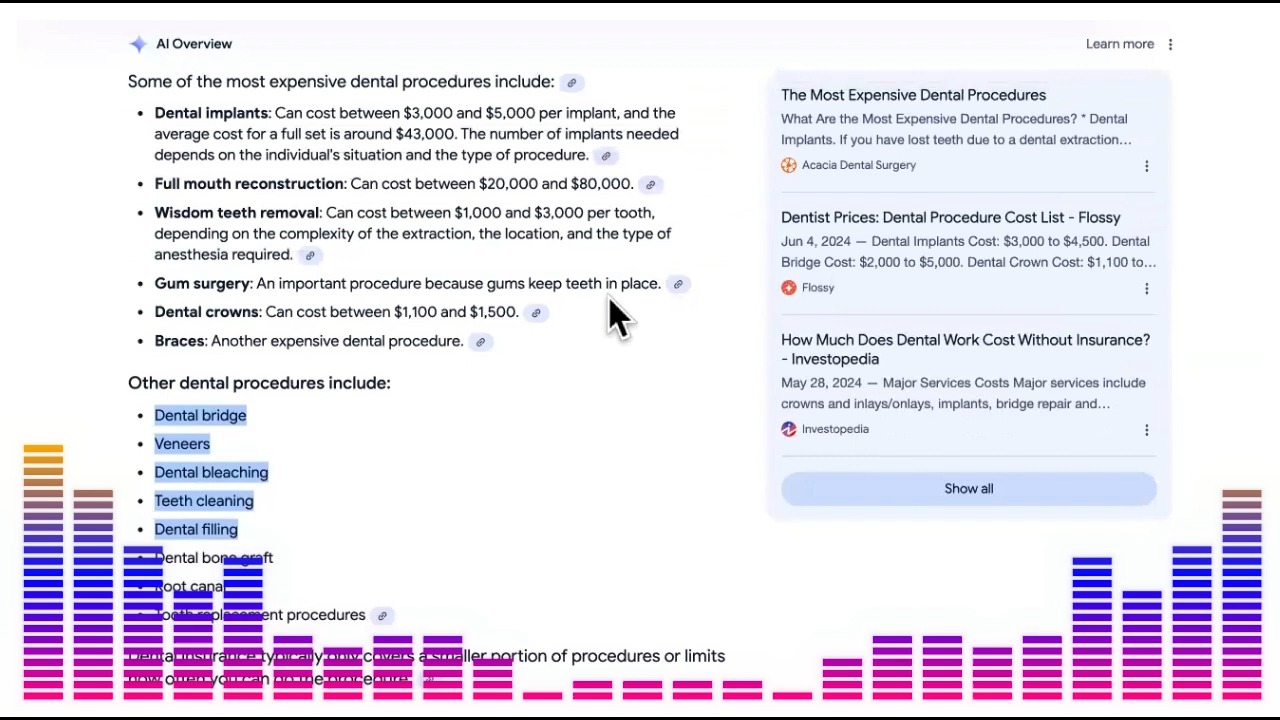 AI Overview
Learn more
Some of the most expensive dental procedures include:
Dental implants: Can cost between $3,000 and $5,000 per implant, and the
average cost for a full set is around $43,000. The number of implants needed
depends on the individual's situation and the type of procedure.
Full mouth reconstruction: Can cost between $20,000 and $80,000.
Wisdom teeth removal: Can cost between $1,000 and $3,000 per tooth,
depending on the complexity of the extraction, the location, and the type of
anesthesia required.
Gum surgery: An important procedure because gums keep teeth in place.
Dental crowns: Can cost between $1,100 and $1,500.
Braces: Another expensive dental procedure.
Other dental procedures include:
Dental bridge
Veneers
Dental bleaching
Teeth cleaning
Dental filling
Dental bone graft
Root canal
Tooth replacement procedures
Dental insurance typically only covers a smaller portion of procedures or limits
how often you can do the procedure.
The Most Expensive Dental Procedures
What Are the Most Expensive Dental Procedures? * Dental
Implants. If you have lost teeth due to a dental extraction...
Acacia Dental Surgery
Dentist Prices: Dental Procedure Cost List - Flossy
Jun 4, 2024 — Dental Implants Cost: $3,000 to $4,500. Dental
Bridge Cost: $2,000 to $5,000. Dental Crown Cost: $1,100 to...
Flossy
How Much Does Dental Work Cost Without Insurance?
- Investopedia
May 28, 2024 — Major Services Costs Major services include
crowns and inlays/onlays, implants, bridge repair and...
Investopedia
Show all